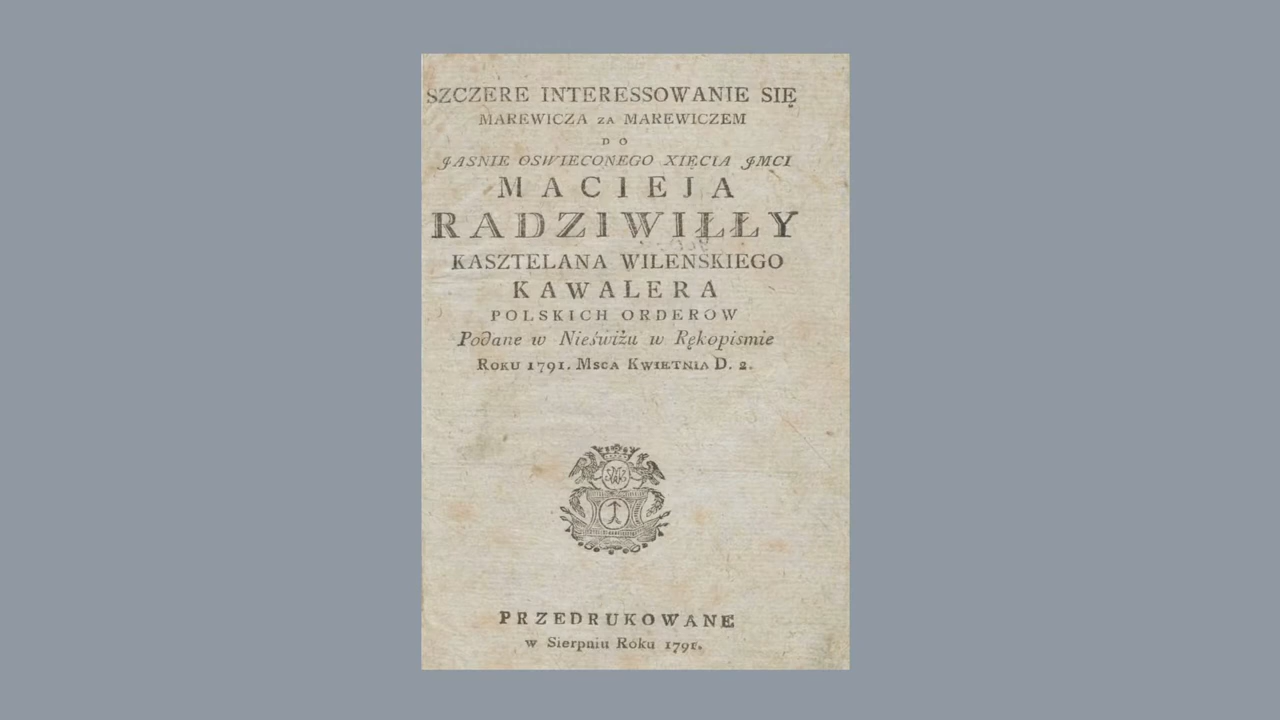 SZCZERE INTERESSOWANIE SIĘ
MAREWICZA ZA MAREWICZEM
DO
JASNIE OSWIECONEGO XIĘCIA JMCI
MACIEJA
RADZIWIŁŁY
KASZTELANA WILENSKIEGO
KAWALERA
POLSKICH ORDEROW
Podane w Nieświżu w Rękopismie
ROKU 1791. MSCA KWIETNIA D. 2.
PRZEDRUKOWANE
w Sierpniu Roku 1791.